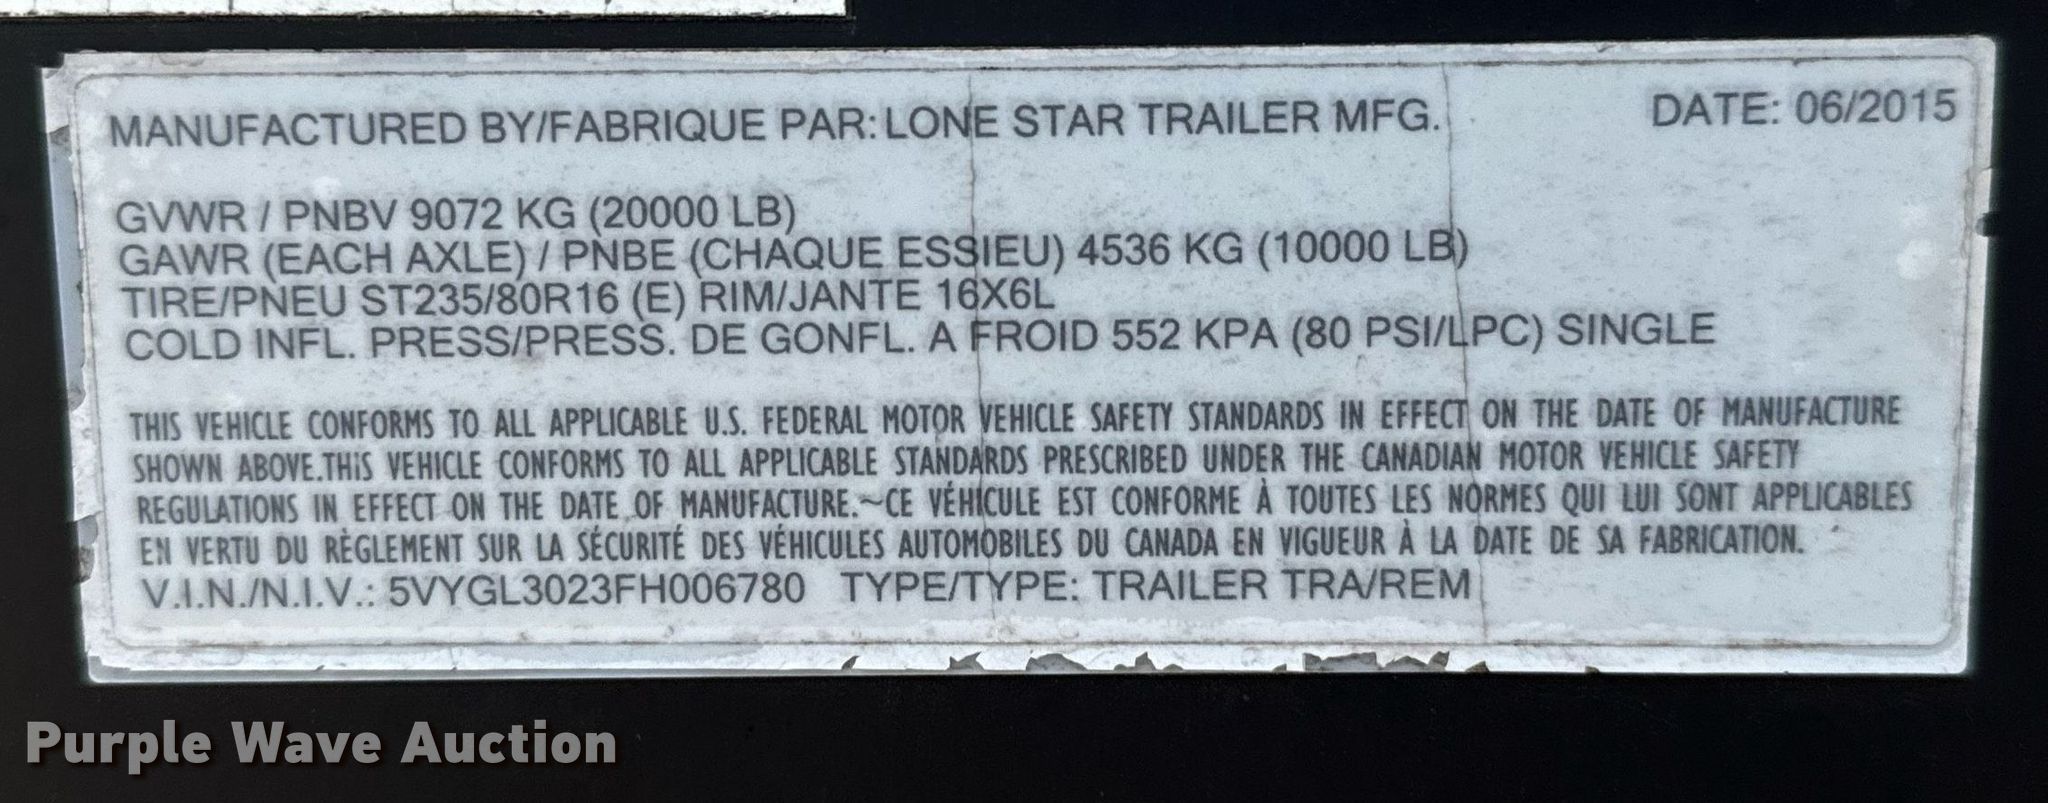 MANUFACTURED BY/FABRIQUE PAR: LONE STAR TRAILER MFG. DATE: 06/2015
GVWR / PNBV 9072 KG (20000 LB)
GAWR (EACH AXLE) / PNBE (CHAQUE ESSIEU) 4536 KG (10000 LB)
TIRE/PNEU ST235/80R16 (E) RIM/JANTE 16X6L
COLD INFL. PRESS/PRESS. DE GONFL. A FROID 552 KPA (80 PSI/LPC) SINGLE
THIS VEHICLE CONFORMS TO ALL APPLICABLE U.S. FEDERAL MOTOR VEHICLE SAFETY STANDARDS IN EFFECT ON THE DATE OF MANUFACTURE
SHOWN ABOVE.THiS VEHICLE CONFORMS TO ALL APPLICABLE STANDARDS PRESCRIBED UNDER THE CANADIAN MOTOR VEHICLE SAFETY
REGULATIONS IN EFFECT ON THE DATE OF MANUFACTURE.~CE VÉHICULE EST CONFORME À TOUTES LES NORMES QUI LUI SONT APPLICABLES
EN VERTU DU RÈGLEMENT SUR LA SÉCURITÉ DES VÉHICULES AUTOMOBILES DU CANADA EN VIGUEUR À LA DATE DE SA FABRICATION.
V.I.N./N.I.V.: 5VYGL3023FH006780 TYPE/TYPE: TRAILER TRA/REM
Purple Wave Auction